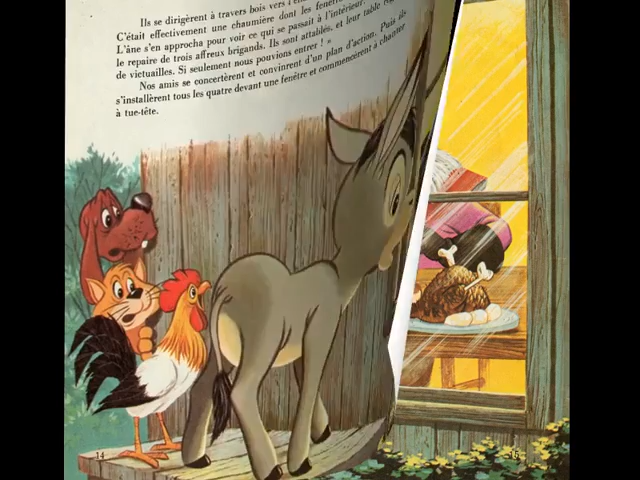 Ils se dirigèrent à travers bois vers l'en
C'était effectivement une chaumière dont les fenêtr
L'âne s'en approcha pour voir ce qui se passait à l'intérieur.
le repaire de trois affreux brigands. Ils sont attablés, et leur table
de victuailles. Si seulement nous pouvions entrer ! »
Nos amis se concertèrent et convinrent d'un plan d'action. Puis ils
s'installèrent tous les quatre devant une fenêtre et commencèrent à chanter
à tue-tête.
14
15